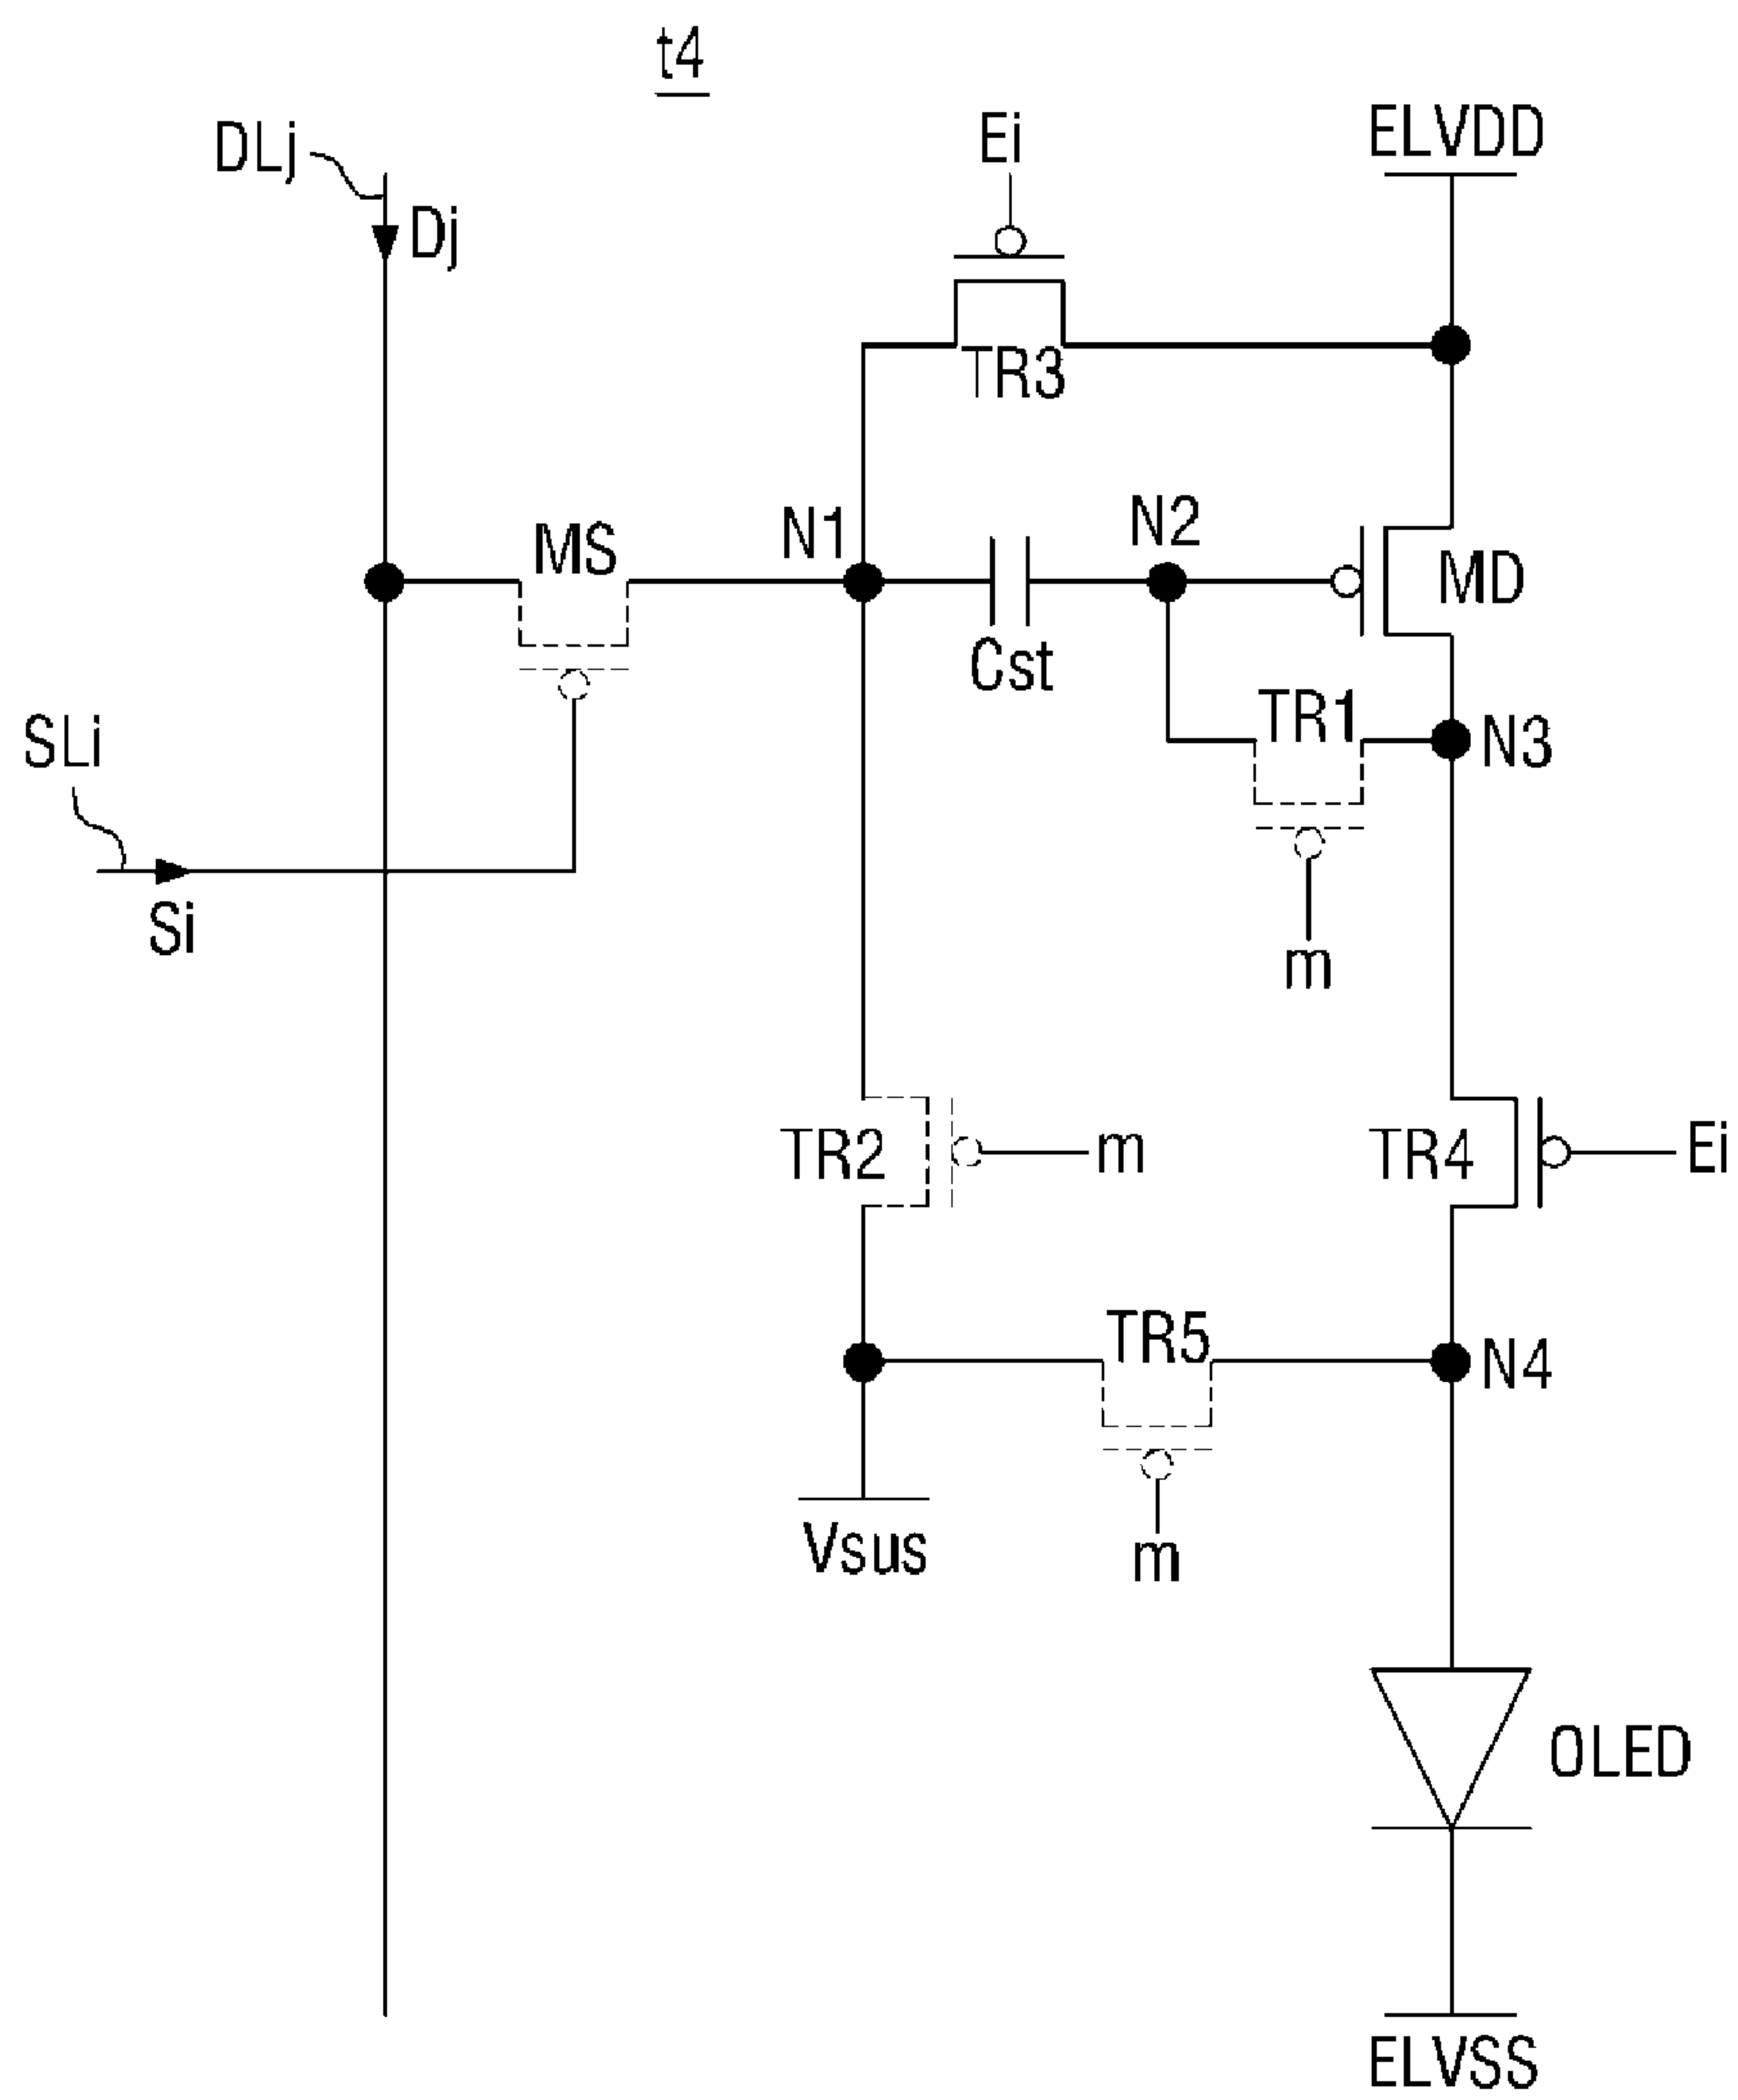 t4
DLj
Dj
Ei
ELVDD
TR3
MS
N1
N2
MD
Cst
TR1
N3
SLi
Si
m
TR2
m
TR4
Ei
TR5
N4
Vsus
m
OLED
ELVSS